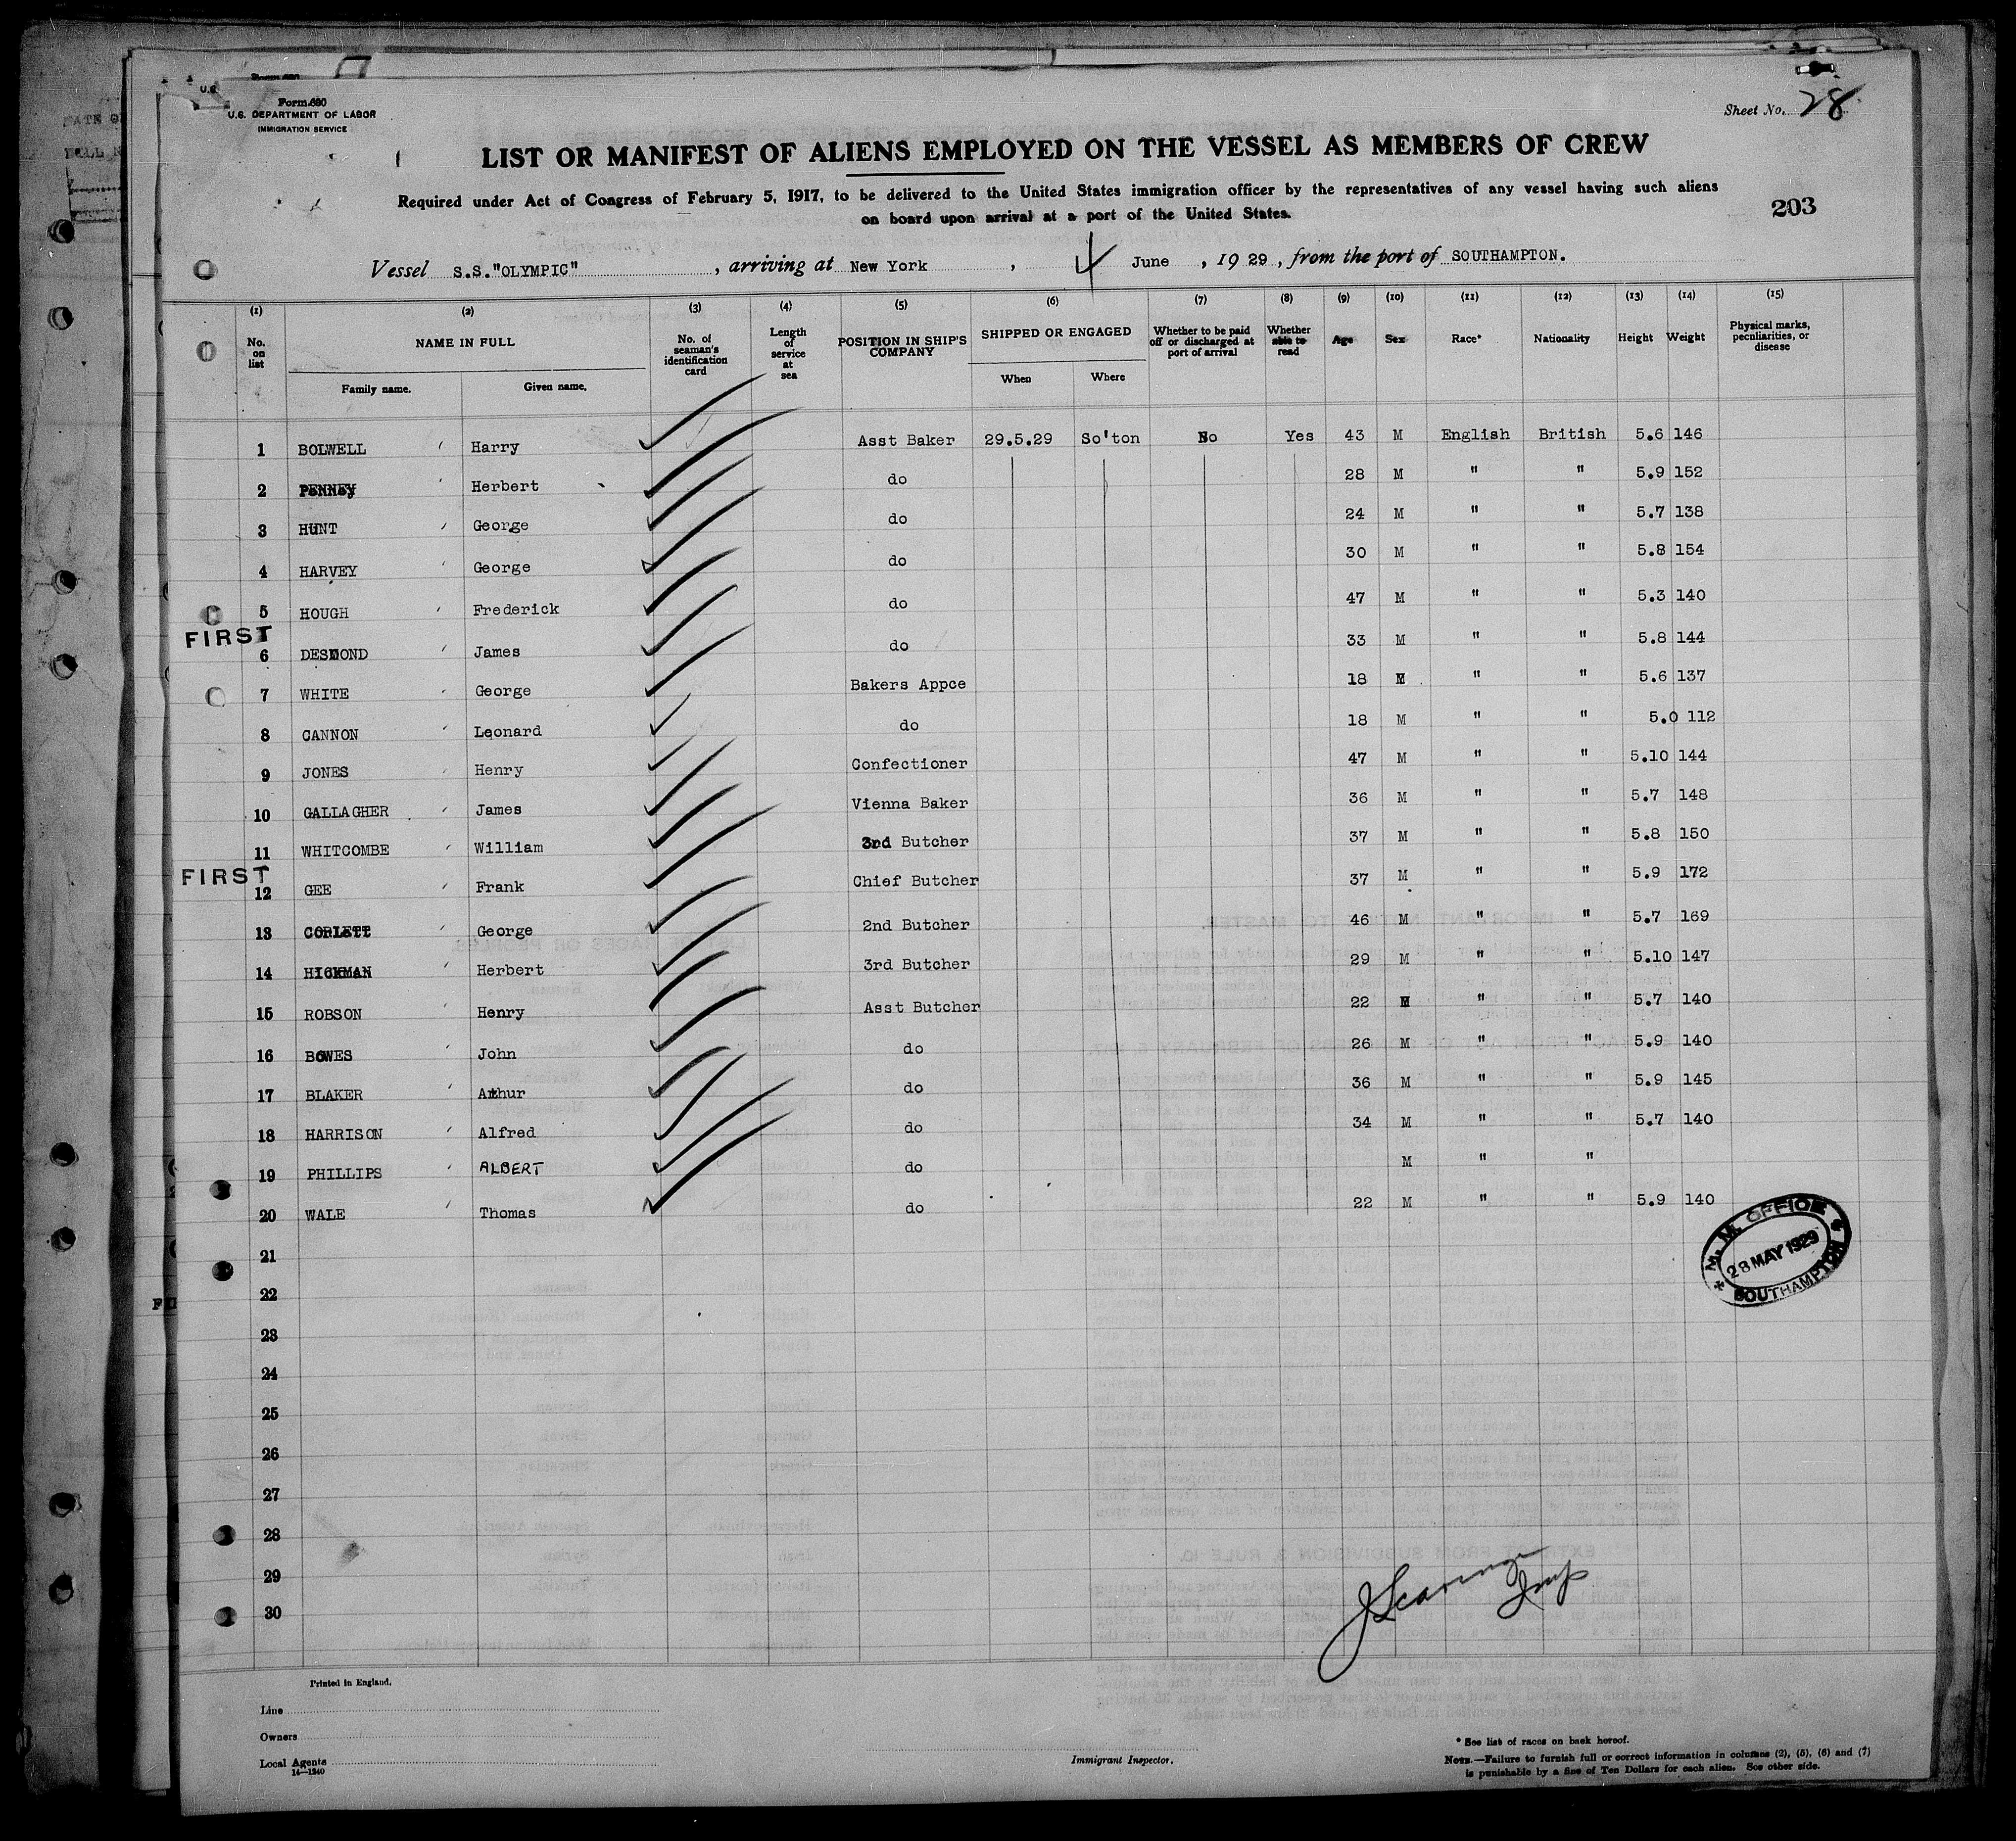 Form 680
U.S. DEPARTMENT OF LABOR
IMMIGRATION SERVICE
Sheet No. 28
LIST OR MANIFEST OF ALIENS EMPLOYED ON THE VESSEL AS MEMBERS OF CREW
Required under Act of Congress of February 5, 1917, to be delivered to the United States immigration officer by the representatives of any vessel having such aliens
on board upon arrival at a port of the United States.
203
Vessel S.S."OLYMPIC", arriving at New York, 4 June, 1929, from the port of SOUTHAMPTON.
(1) (2) (3) (4) (5) (6) (7) (8) (9) (10) (11) (12) (13) (14) (15)
No. on list NAME IN FULL Family name. Given name. No. of seaman's identification card Length of service at sea POSITION IN SHIP'S COMPANY SHIPPED OR ENGAGED When Where Whether to be paid off or discharged at port of arrival Whether able to read Age Sex Race* Nationality Height Weight Physical marks, peculiarities, or disease
1 BOLWELL Harry Asst Baker 29.5.29 So'ton No Yes 43 M English British 5.6 146
2 PENNEY Herbert do 28 M " " 5.9 152
3 HUNT George do 24 M " " 5.7 138
4 HARVEY George do 30 M " " 5.8 154
5 HOUGH Frederick do 47 M " " 5.3 140
FIRST
6 DESMOND James do 33 M " " 5.8 144
7 WHITE George Bakers Appce 18 M " " 5.6 137
8 CANNON Leonard do 18 M " " 5.0 112
9 JONES Henry Confectioner 47 M " " 5.10 144
10 GALLAGHER James Vienna Baker 36 M " " 5.7 148
11 WHITCOMBE William 3nd Butcher 37 M " " 5.8 150
FIRST
12 GEE Frank Chief Butcher 37 M " " 5.9 172
13 CORLETT George 2nd Butcher 46 M " " 5.7 169
14 HICKMAN Herbert 3rd Butcher 29 M " " 5.10 147
15 ROBSON Henry Asst Butcher 22 M " " 5.7 140
16 BOWES John do 26 M " " 5.9 140
17 BLAKER Arthur do 36 M " " 5.9 145
18 HARRISON Alfred do 34 M " " 5.7 140
19 PHILLIPS ALBERT do M " "
20 WALE Thomas do 22 M " " 5.9 140
M. M. OFFICE
28 MAY 1929
SOUTHAMPTON
21
22
23
24
25
26
27
28
29
30
Printed in England.
Line
Owners
Local Agents
14—1240
Immigrant Inspector.
* See list of races on back hereof.
NOTE.—Failure to furnish full or correct information in columns (2), (5), (6) and (7)
is punishable by a fine of Ten Dollars for each alien. See other side.